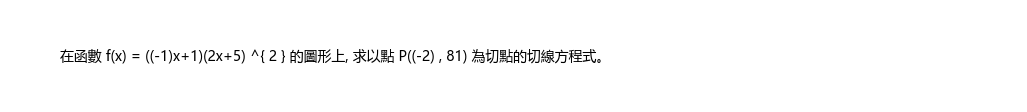 在函數 f(x) = ((-1)x+1)(2x+5) ^{ 2 } 的圖形上, 求以點 P((-2) , 81) 為切點的切線方程式。